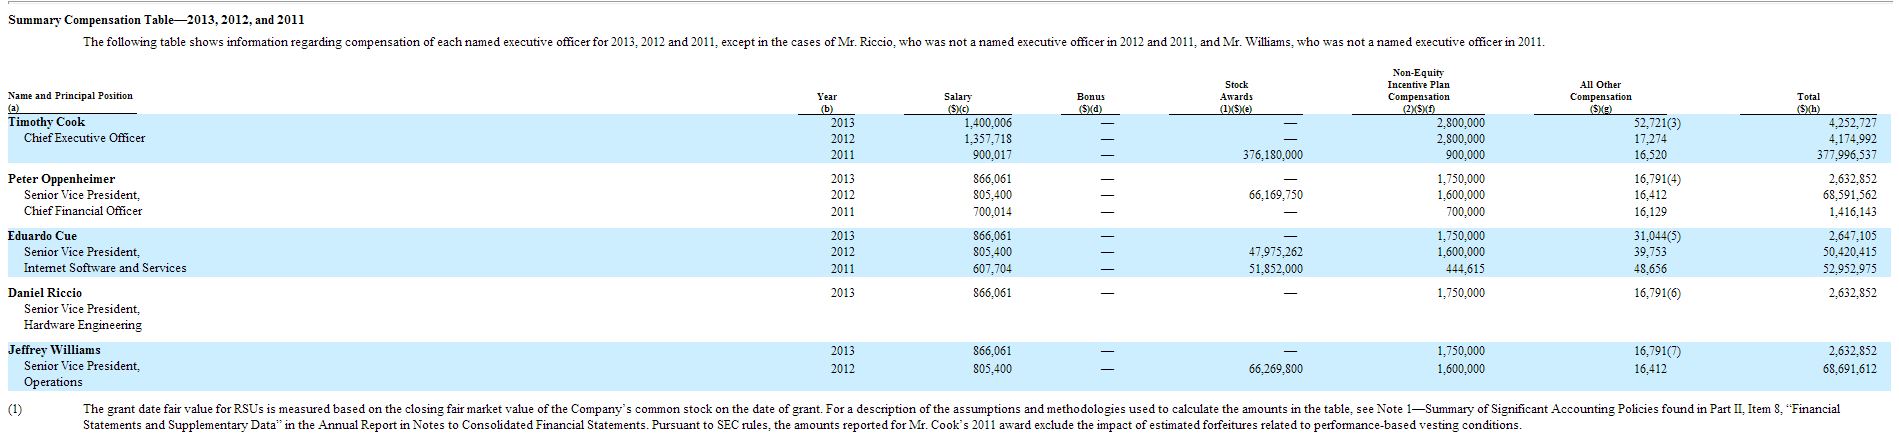 Summary Compensation Table—2013, 2012, and 2011
The following table shows information regarding compensation of each named executive officer for 2013, 2012 and 2011, except in the cases of Mr. Riccio, who was not a named executive officer in 2012 and 2011, and Mr. Williams, who was not a named executive officer in 2011.
Name and Principal Position (a) Year (b) Salary ($)(c) Bonus ($)(d) Stock Awards (1)($)(e) Non-Equity Incentive Plan Compensation (2)($)(f) All Other Compensation ($)(g) Total ($)(h)
Timothy Cook 2013 1,400,006 — — 2,800,000 52,721(3) 4,252,727
Chief Executive Officer 2012 1,357,718 — — 2,800,000 17,274 4,174,992
2011 900,017 — 376,180,000 900,000 16,520 377,996,537
Peter Oppenheimer 2013 866,061 — — 1,750,000 16,791(4) 2,632,852
Senior Vice President, 2012 805,400 — 66,169,750 1,600,000 16,412 68,591,562
Chief Financial Officer 2011 700,014 — — 700,000 16,129 1,416,143
Eduardo Cue 2013 866,061 — — 1,750,000 31,044(5) 2,647,105
Senior Vice President, 2012 805,400 — 47,975,262 1,600,000 39,753 50,420,415
Internet Software and Services 2011 607,704 — 51,852,000 444,615 48,656 52,952,975
Daniel Riccio 2013 866,061 — — 1,750,000 16,791(6) 2,632,852
Senior Vice President,
Hardware Engineering
Jeffrey Williams 2013 866,061 — — 1,750,000 16,791(7) 2,632,852
Senior Vice President, 2012 805,400 — 66,269,800 1,600,000 16,412 68,691,612
Operations
(1) The grant date fair value for RSUs is measured based on the closing fair market value of the Company's common stock on the date of grant. For a description of the assumptions and methodologies used to calculate the amounts in the table, see Note 1—Summary of Significant Accounting Policies found in Part II, Item 8, "Financial
Statements and Supplementary Data" in the Annual Report in Notes to Consolidated Financial Statements. Pursuant to SEC rules, the amounts reported for Mr. Cook's 2011 award exclude the impact of estimated forfeitures related to performance-based vesting conditions.